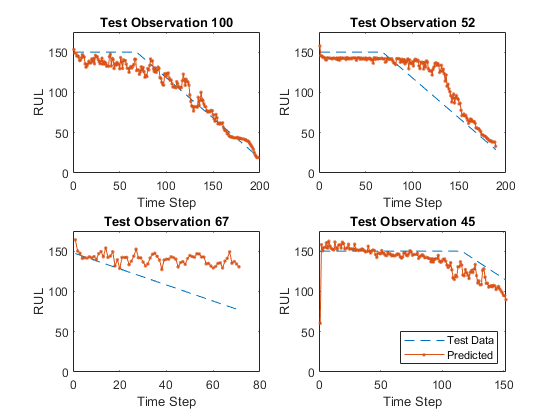 Test Observation 100
150
100
50
0
RUL
0 50 100 150 200
Time Step
Test Observation 52
150
100
50
0
RUL
0 50 100 150 200
Time Step
Test Observation 67
150
100
50
0
RUL
0 20 40 60 80
Time Step
Test Observation 45
150
100
50
0
RUL
0 50 100 150
Time Step
Test Data
Predicted